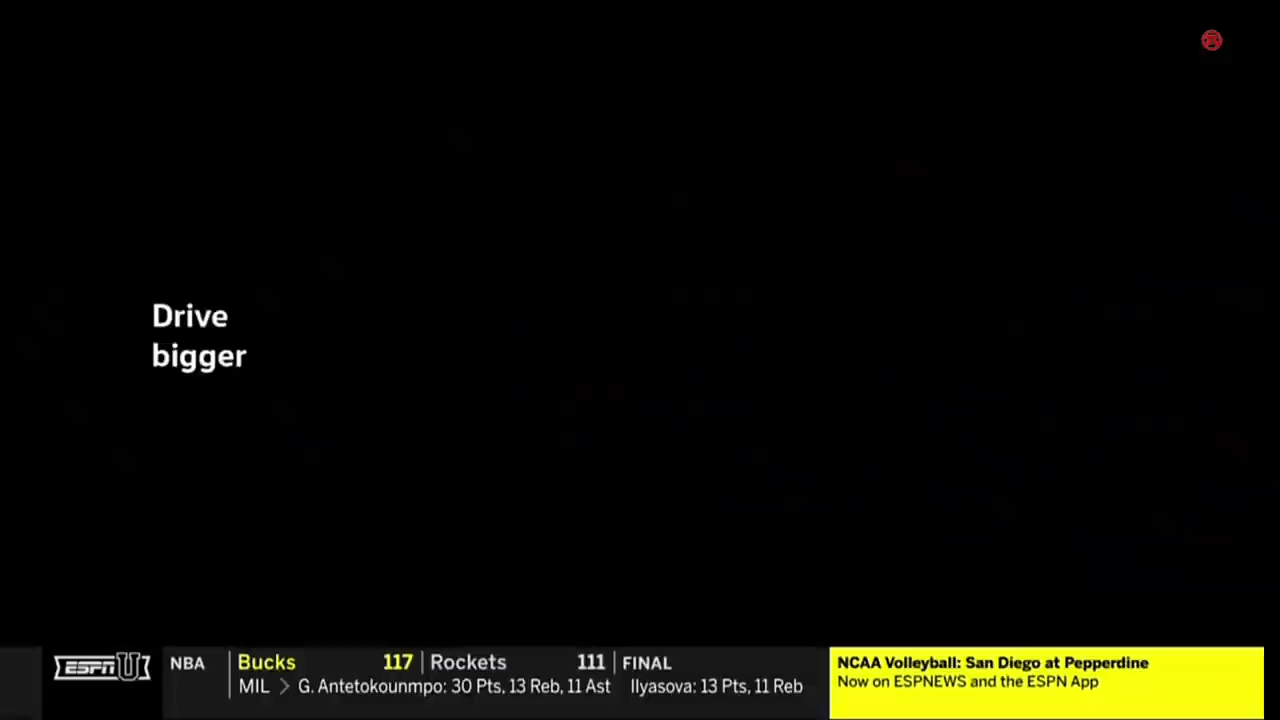 Drive
bigger
ESPN U
NBA
Bucks 117 Rockets 111 FINAL
MIL > G. Antetokounmpo: 30 Pts, 13 Reb, 11 Ast Ilyasova: 13 Pts, 11 Reb
NCAA Volleyball: San Diego at Pepperdine
Now on ESPNEWS and the ESPN App